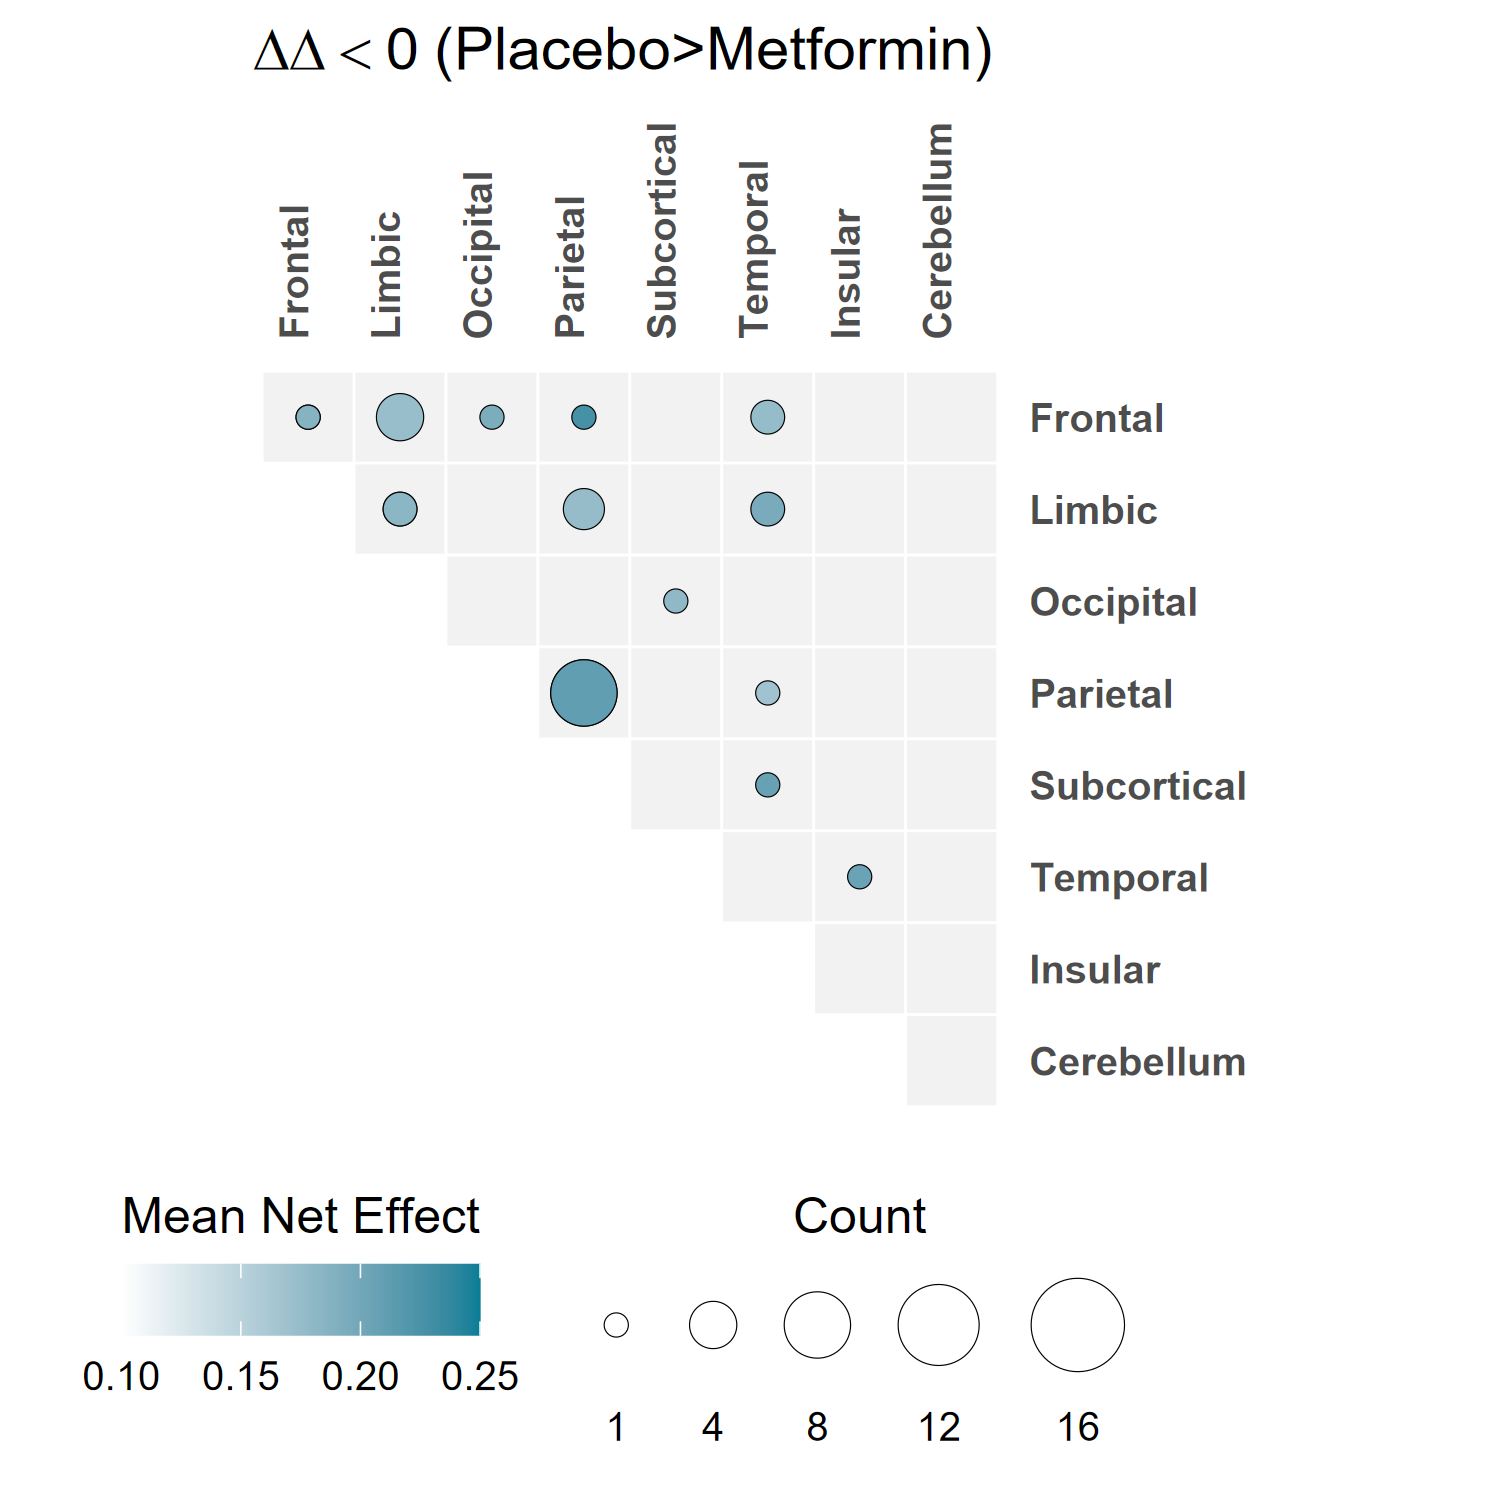 ΔΔ < 0 (Placebo>Metformin)
Frontal
Limbic
Occipital
Parietal
Subcortical
Temporal
Insular
Cerebellum
Frontal
Limbic
Occipital
Parietal
Subcortical
Temporal
Insular
Cerebellum
Mean Net Effect
0.10 0.15 0.20 0.25
Count
1 4 8 12 16